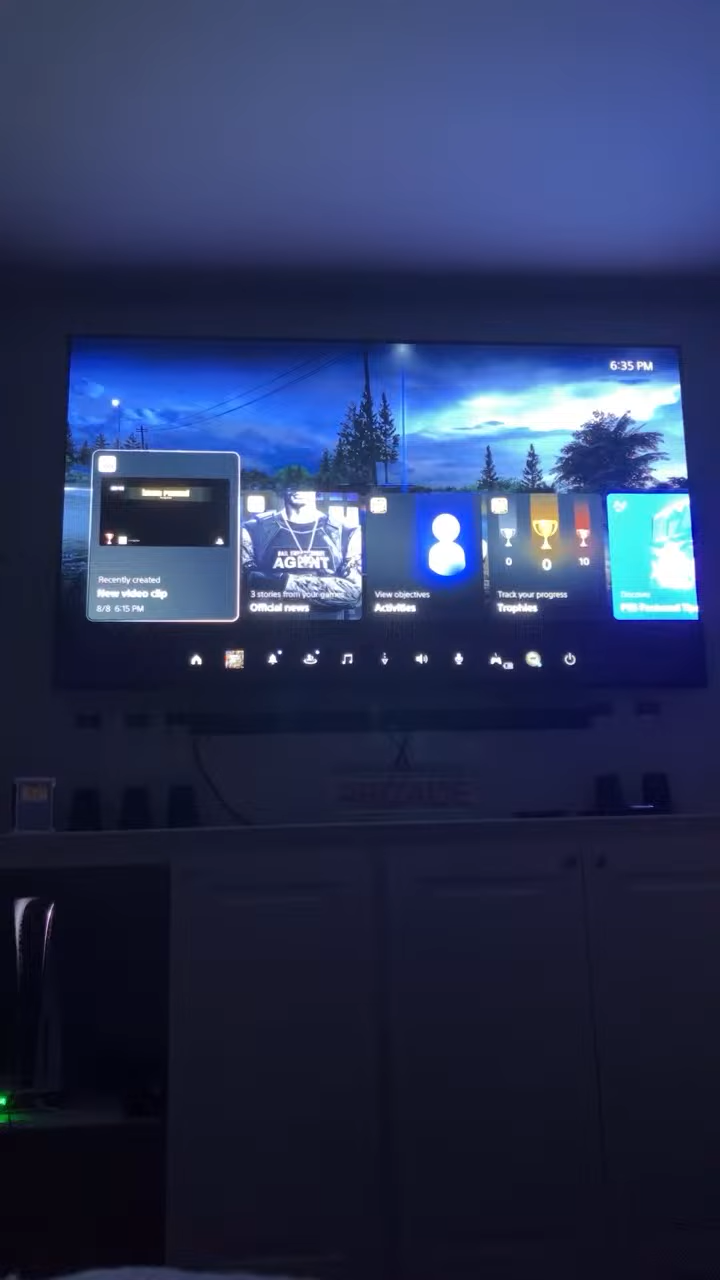 6:35 PM
Recently created
New video clip
8/8 6:15 PM
AGENT
3 stories from your games
Official news
View objectives
Activities
0
0
10
Track your progress
Trophies
Discover